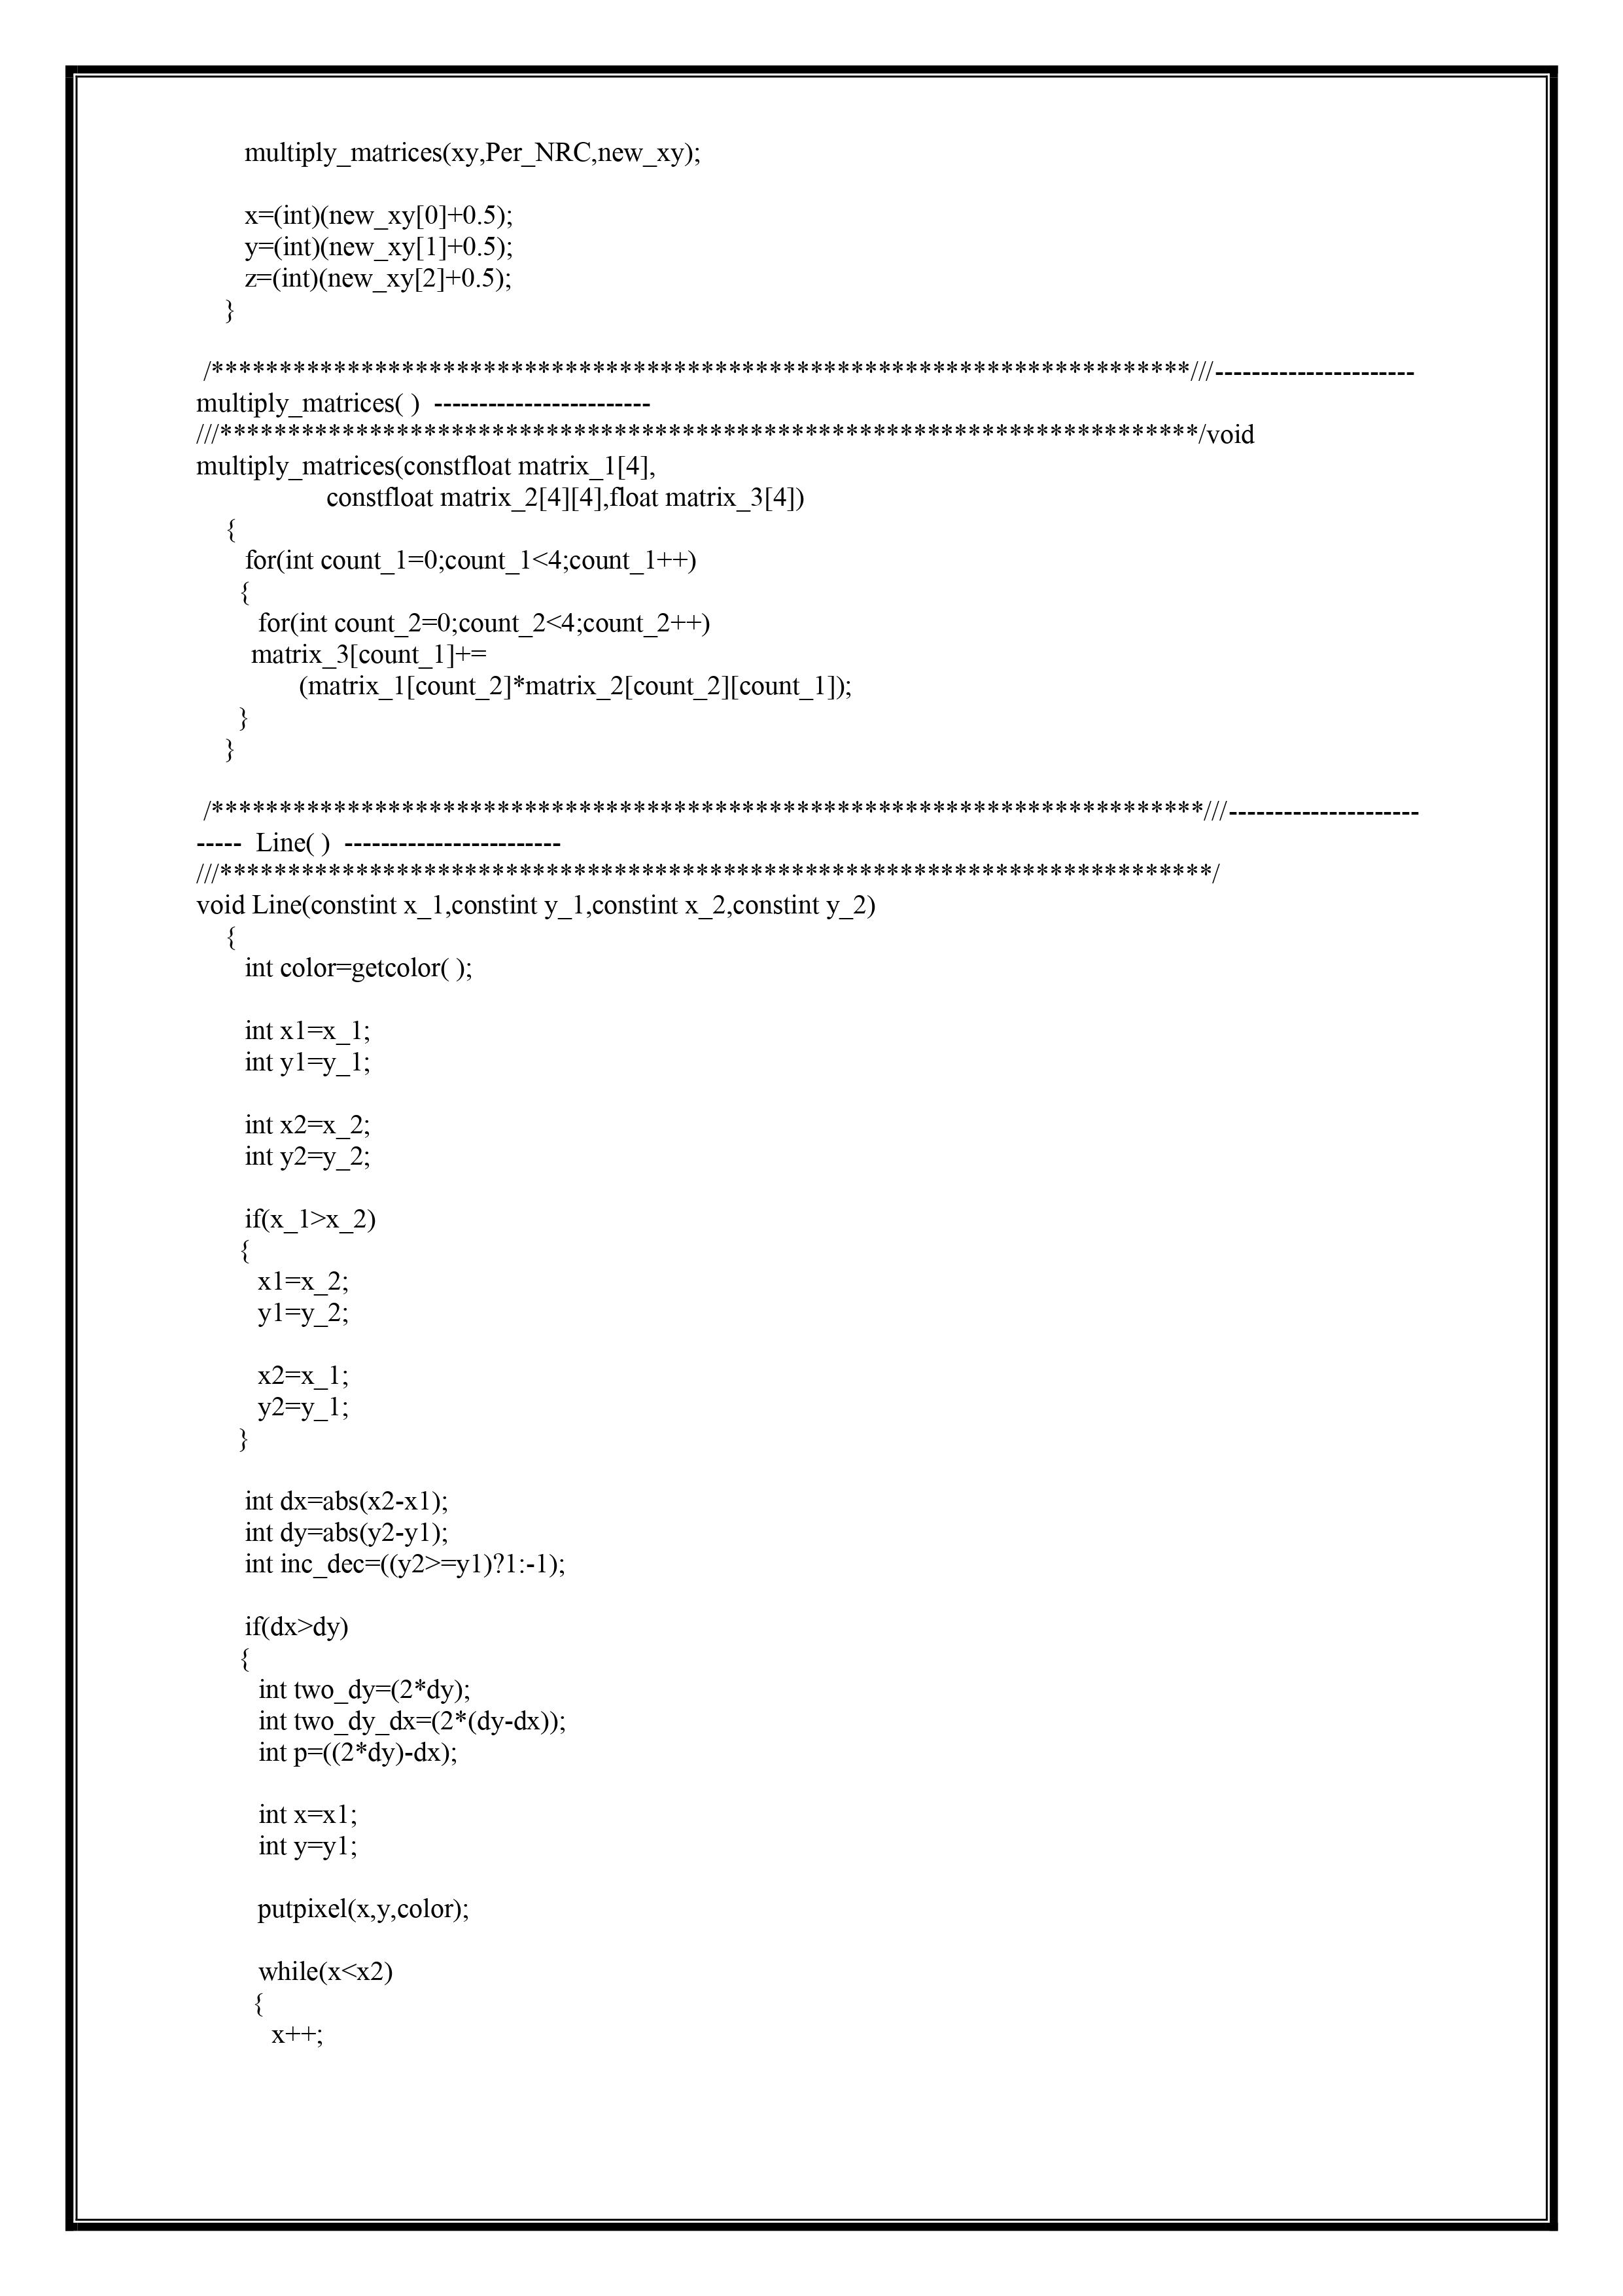 multiply_matrices(xy,Per_NRC,new_xy);
x=(int)(new_xy[0]+0.5);
y=(int)(new_xy[1]+0.5);
z=(int)(new_xy[2]+0.5);
}
/************************************************************************///----------------------
multiply_matrices( ) ------------------------
///************************************************************************/void
multiply_matrices(constfloat matrix_1[4],
constfloat matrix_2[4][4],float matrix_3[4])
{
for(int count_1=0;count_1<4;count_1++)
{
for(int count_2=0;count_2<4;count_2++)
matrix_3[count_1]+=
(matrix_1[count_2]*matrix_2[count_2][count_1]);
}
}
/*************************************************************************///---------------------
----- Line( ) ------------------------
///*************************************************************************/
void Line(constint x_1,constint y_1,constint x_2,constint y_2)
{
int color=getcolor( );
int x1=x_1;
int y1=y_1;
int x2=x_2;
int y2=y_2;
if(x_1>x_2)
{
x1=x_2;
y1=y_2;
x2=x_1;
y2=y_1;
}
int dx=abs(x2-x1);
int dy=abs(y2-y1);
int inc_dec=((y2>=y1)?1:-1);
if(dx>dy)
{
int two_dy=(2*dy);
int two_dy_dx=(2*(dy-dx));
int p=((2*dy)-dx);
int x=x1;
int y=y1;
putpixel(x,y,color);
while(x<x2)
{
x++;